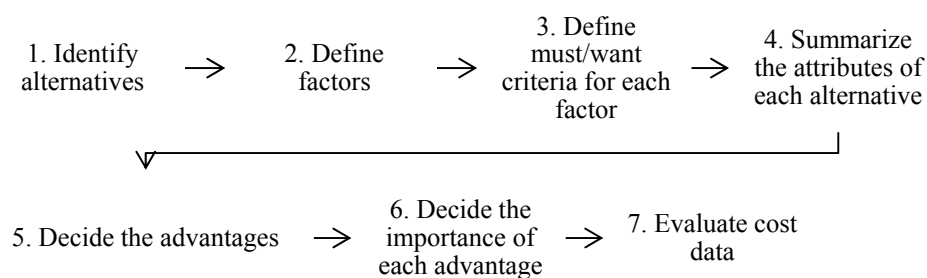 1. Identify
alternatives
2. Define
factors
3. Define
must/want
criteria for each
factor
4. Summarize
the attributes of
each alternative
5. Decide the advantages
6. Decide the
importance of
each advantage
7. Evaluate cost
data